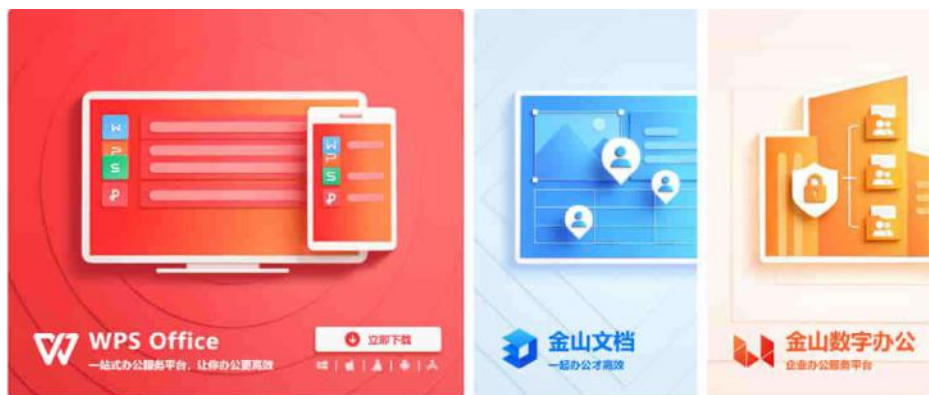 WPS Office
一站式办公服务平台，让你办公更高效
立即下载
金山文档
一起办公才高效
金山数字办公
企业办公服务平台